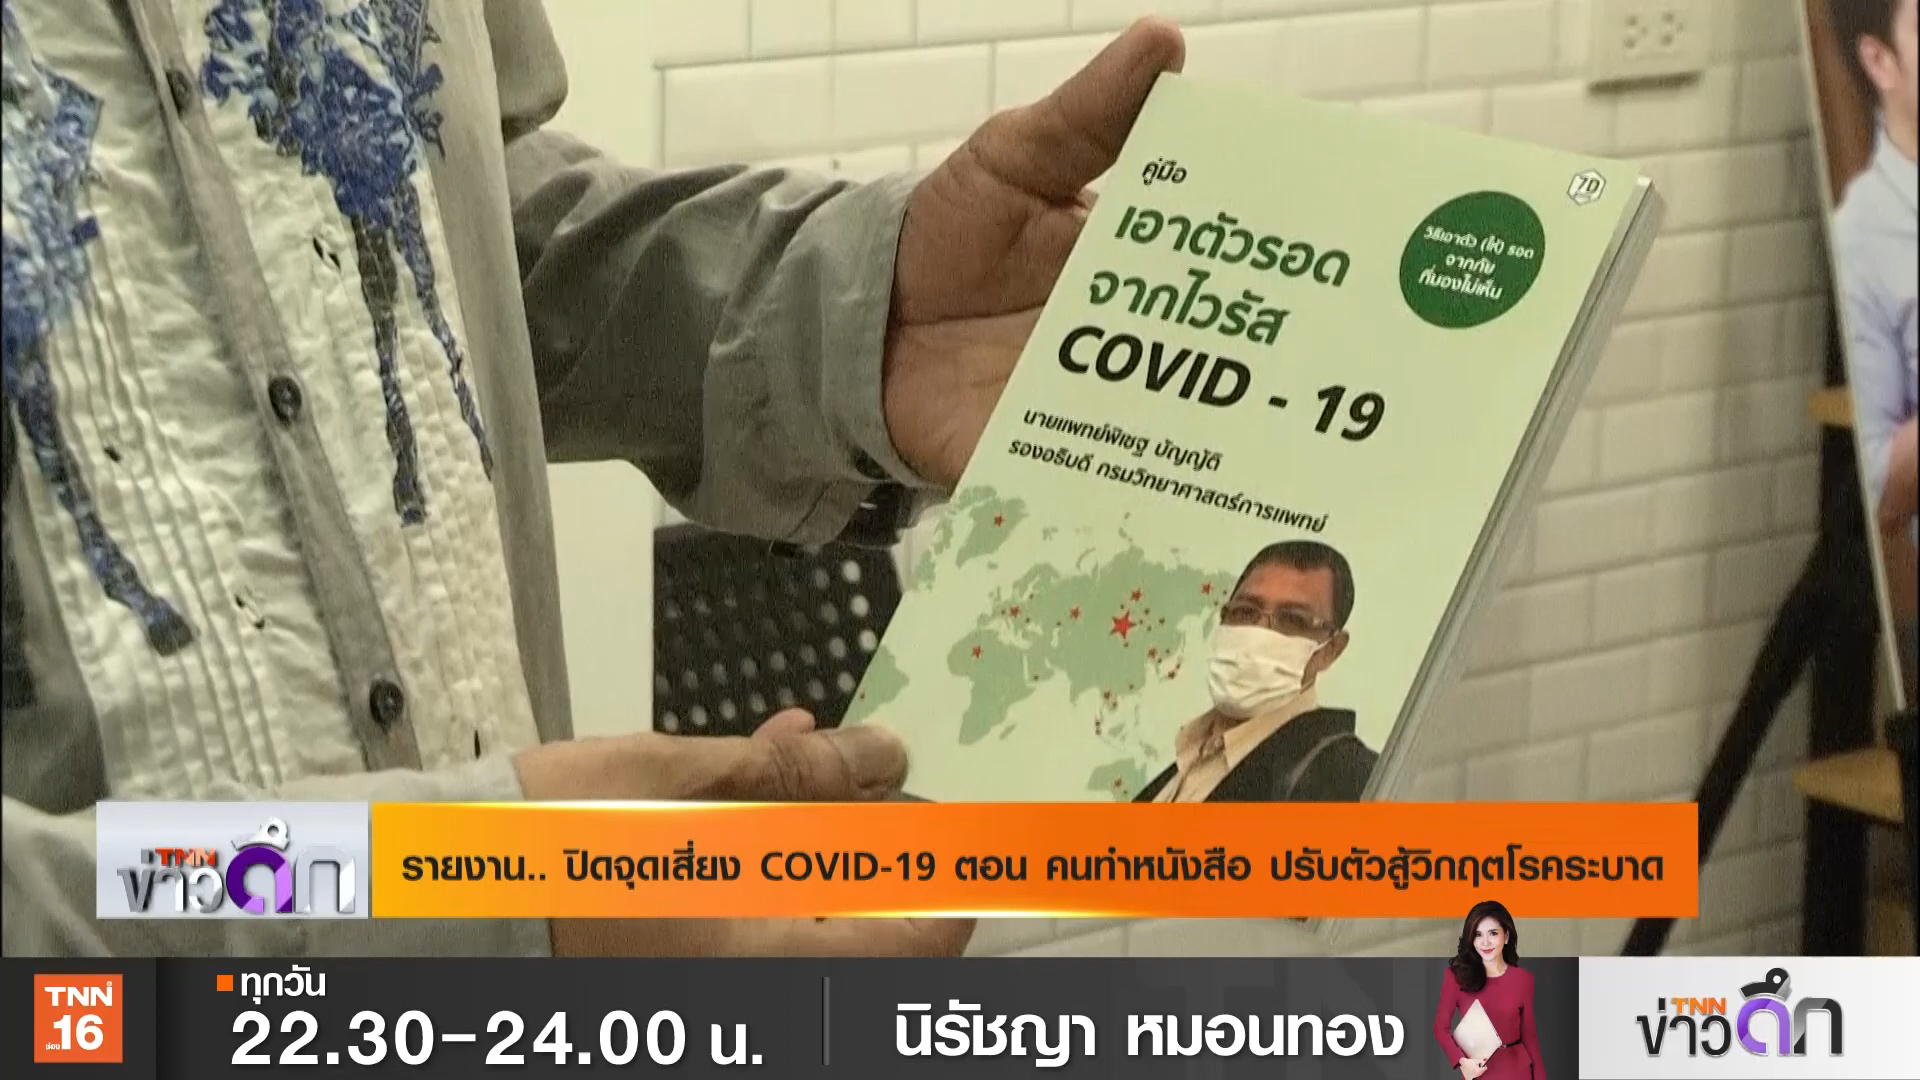 คู่มือ
เอาตัวรอด
จากไวรัส
COVID - 19
7D
วิธีเอาตัว (ให้) รอด
จากภัย
ที่มองไม่เห็น
นายแพทย์พิเชฐ บัญญัติ
รองอธิบดี กรมวิทยาศาสตร์การแพทย์
TNN
ข่าวดึก
รายงาน.. ปิดจุดเสี่ยง COVID-19 ตอน คนทำหนังสือ ปรับตัวสู้วิกฤตโรคระบาด
TNN
ช่อง 16
ทุกวัน
22.30-24.00 น.
นิรัชญา หมอนทอง
TNN
ข่าวดึก